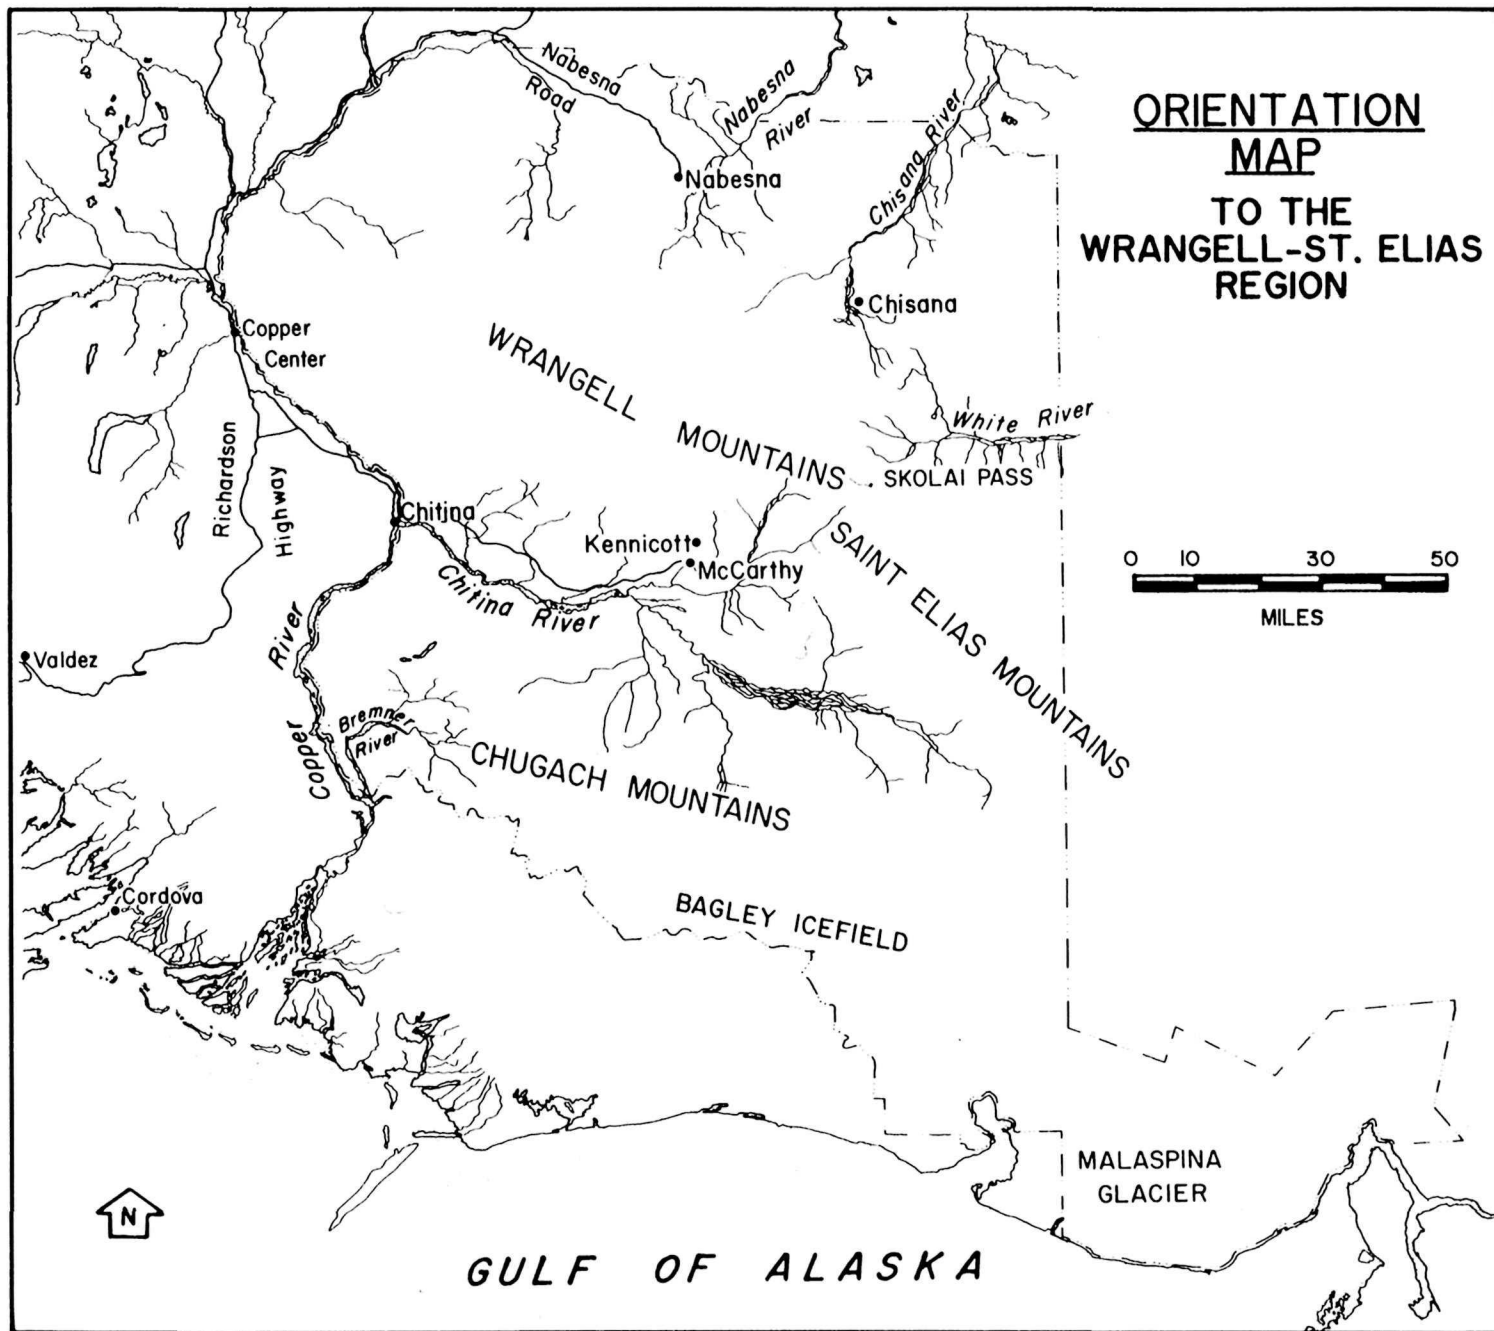 ORIENTATION
MAP
TO THE
WRANGELL-ST. ELIAS
REGION
Nabesna
Road
Nabesna
River
Chisana River
Nabesna
Chisana
Copper
Center
WRANGELL MOUNTAINS
White River
SKOLAI PASS
Richardson
Highway
Chitina
Kennicott
McCarthy
Chitina River
SAINT ELIAS MOUNTAINS
0 10 30 50
MILES
Valdez
Copper River
Bremner
River
CHUGACH MOUNTAINS
Cordova
BAGLEY ICEFIELD
MALASPINA
GLACIER
N
GULF OF ALASKA